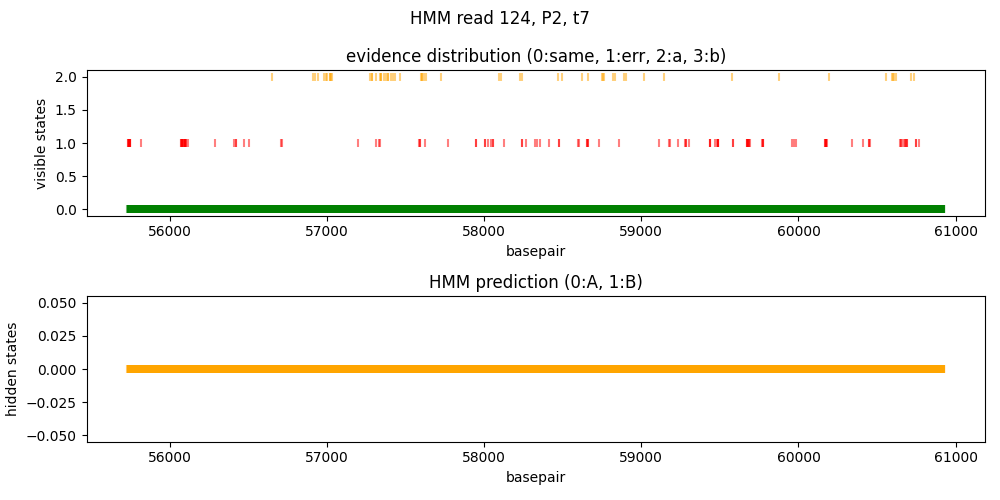 HMM read 124, P2, t7
evidence distribution (0:same, 1:err, 2:a, 3:b)
visible states
2.0
1.5
1.0
0.5
0.0
56000 57000 58000 59000 60000 61000
basepair
HMM prediction (0:A, 1:B)
hidden states
0.050
0.025
0.000
−0.025
−0.050
56000 57000 58000 59000 60000 61000
basepair